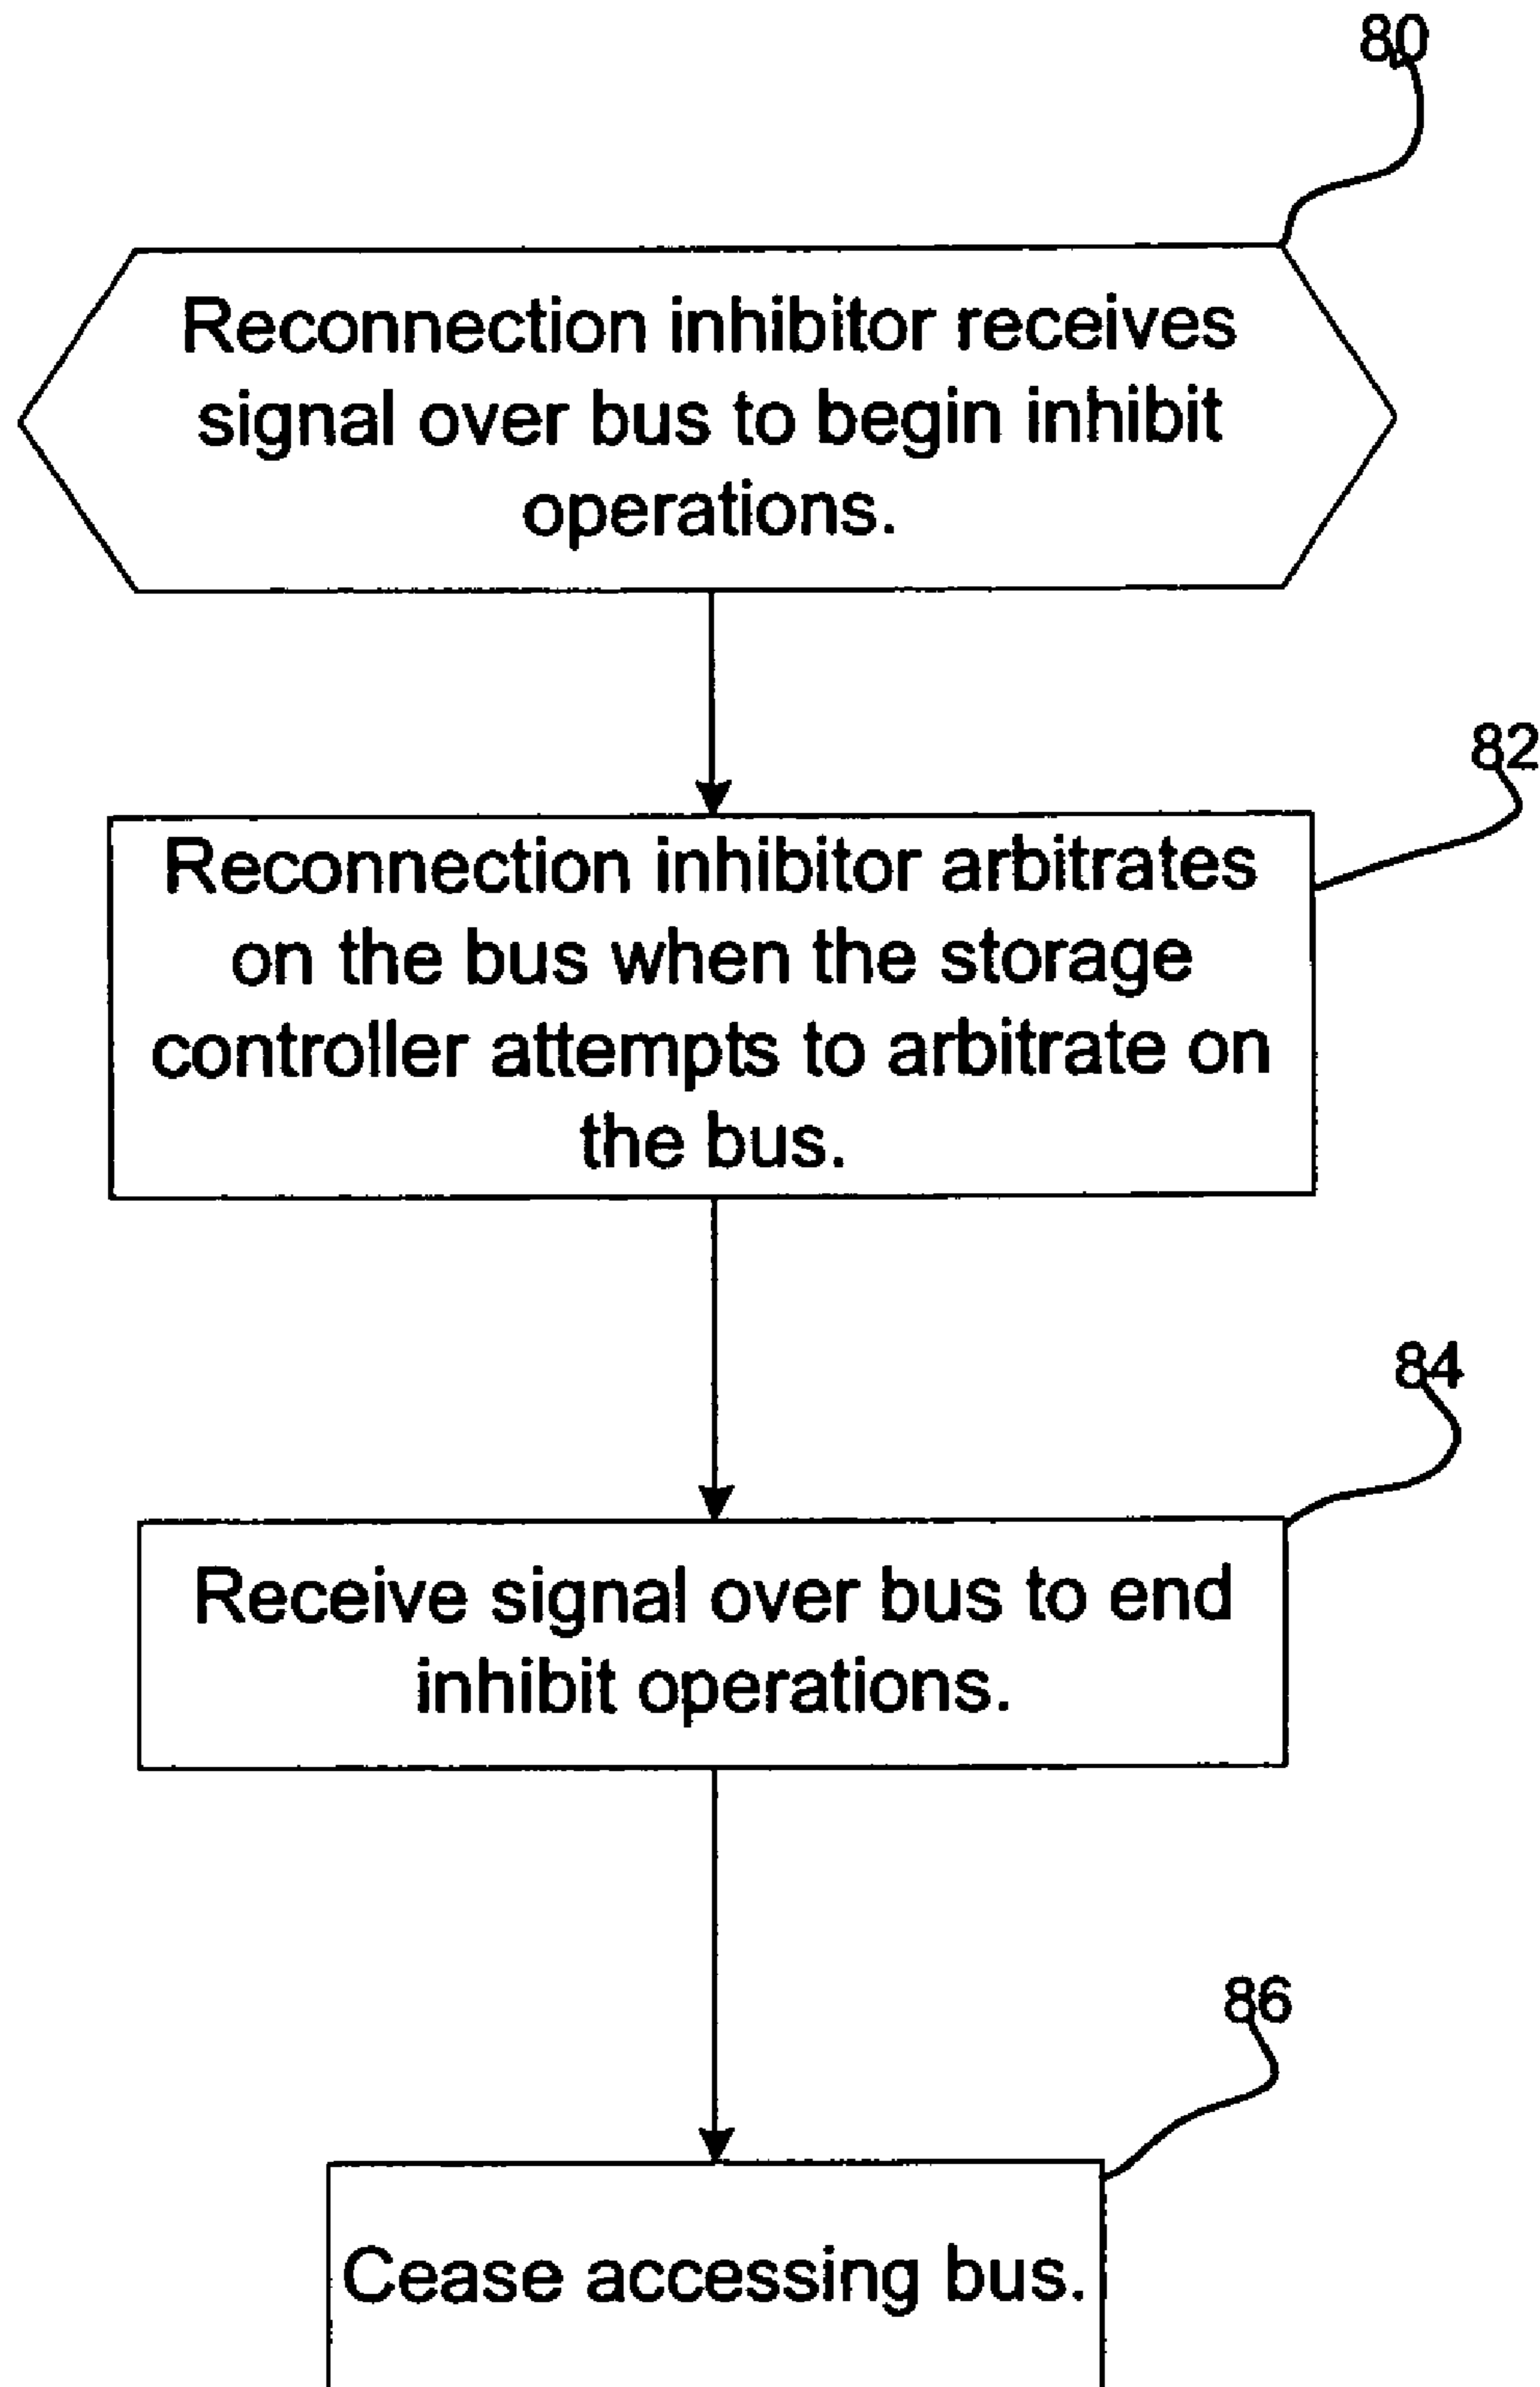 80
Reconnection inhibitor receives
signal over bus to begin inhibit
operations.
82
Reconnection inhibitor arbitrates
on the bus when the storage
controller attempts to arbitrate on
the bus.
84
Receive signal over bus to end
inhibit operations.
86
Cease accessing bus.